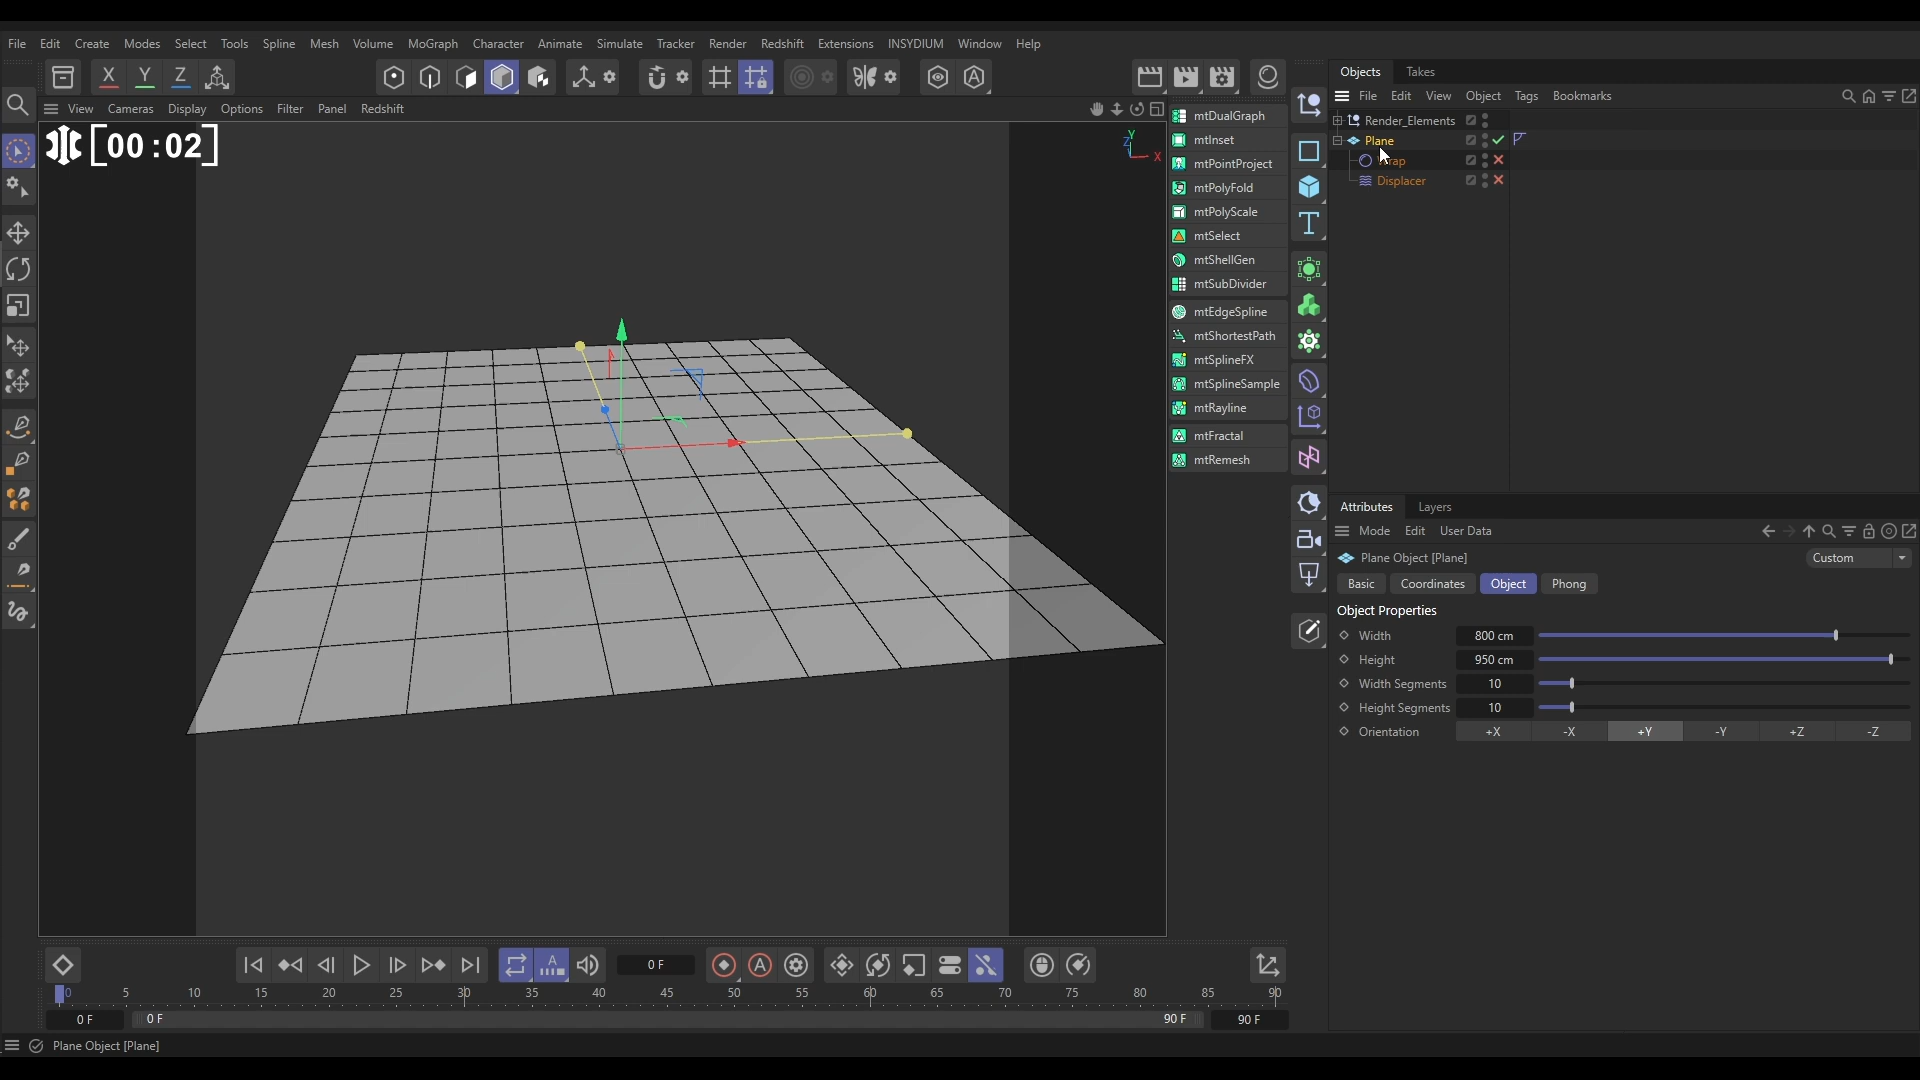 File Edit Create Modes Select Tools Spline Mesh Volume MoGraph Character Animate Simulate Tracker Render Redshift Extensions INSYDIUM Window Help
X Y Z
View Cameras Display Options Filter Panel Redshift
[00:02]
Y
Z
X
mtDualGraph
mtInset
mtPointProject
mtPolyFold
mtPolyScale
mtSelect
mtShellGen
mtSubDivider
mtEdgeSpline
mtShortestPath
mtSplineFX
mtSplineSample
mtRayline
mtFractal
mtRemesh
Objects Takes
File Edit View Object Tags Bookmarks
Render_Elements
Plane
rap
Displacer
Attributes Layers
Mode Edit User Data
Plane Object [Plane] Custom
Basic Coordinates Object Phong
Object Properties
Width 800 cm
Height 950 cm
Width Segments 10
Height Segments 10
Orientation +X -X +Y -Y +Z -Z
A 0 F A
0 5 10 15 20 25 30 35 40 45 50 55 60 65 70 75 80 85 90
0 F 0 F 90 F 90 F
Plane Object [Plane]